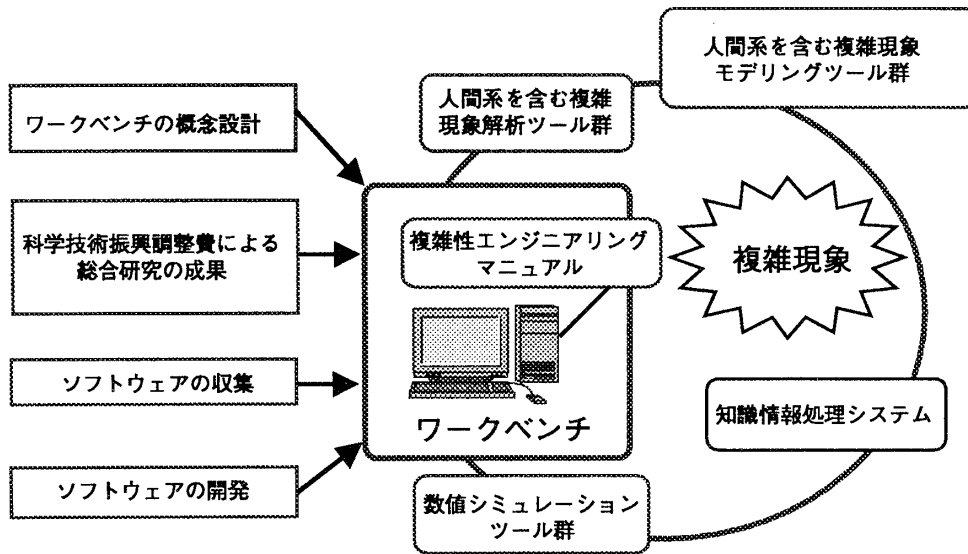 人間系を含む複雑現象
モデリングツール群
人間系を含む複雑
現象解析ツール群
ワークベンチの概念設計
科学技術振興調整費による
総合研究の成果
複雑性エンジニアリング
マニュアル
複雑現象
ソフトウェアの収集
ワークベンチ
知識情報処理システム
ソフトウェアの開発
数値シミュレーション
ツール群